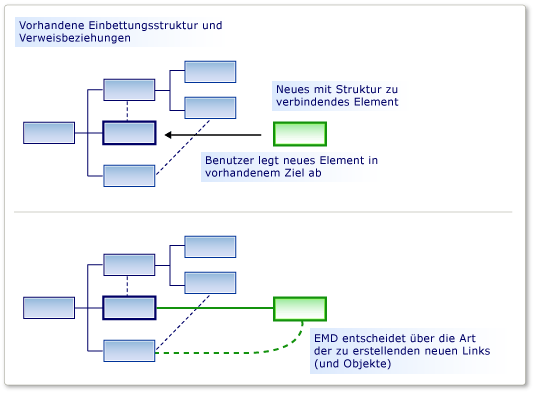 Vorhandene Einbettungsstruktur und
Verweisbeziehungen
Neues mit Struktur zu
verbindendes Element
Benutzer legt neues Element in
vorhandenem Ziel ab
EMD entscheidet über die Art
der zu erstellenden neuen Links
(und Objekte)